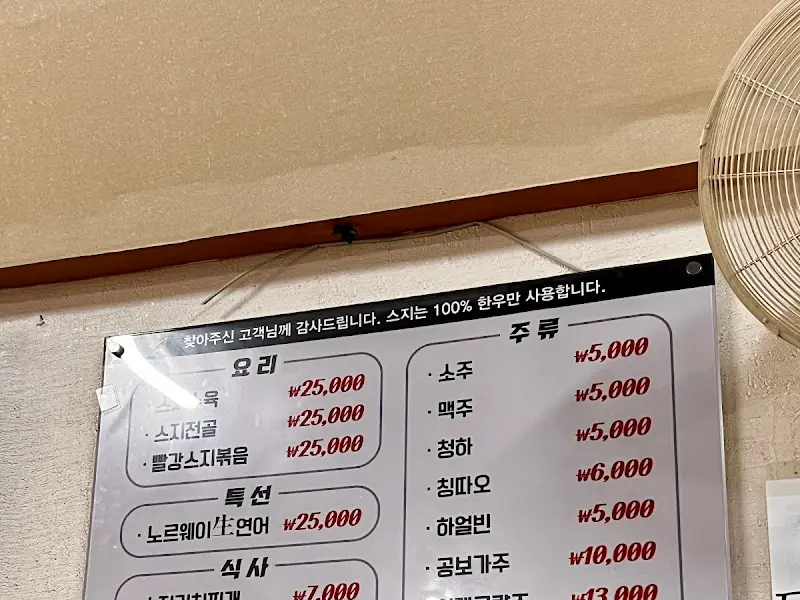 찾아주신 고객님께 감사드립니다. 스지는 100% 한우만 사용합니다.
요리
₩25,000
· 스지전골 ₩25,000
· 빨강스지볶음 ₩25,000
특선
· 노르웨이生연어 ₩25,000
식사
₩7,000
주류
· 소주 ₩5,000
· 맥주 ₩5,000
· 청하 ₩5,000
· 칭따오 ₩6,000
· 하얼빈 ₩5,000
· 공보가주 ₩10,000
₩13,000